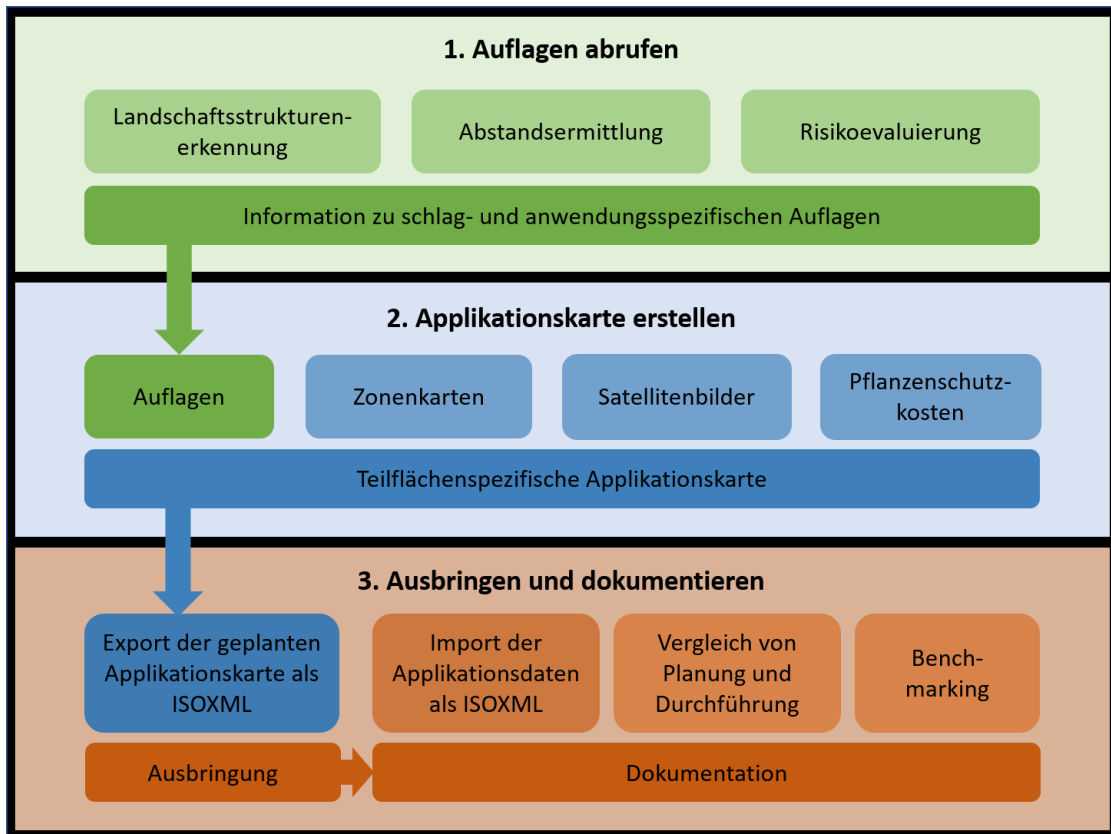 1. Auflagen abrufen
Landschaftsstrukturen-
erkennung
Abstandsermittlung
Risikoevaluierung
Information zu schlag- und anwendungsspezifischen Auflagen
2. Applikationskarte erstellen
Auflagen
Zonenkarten
Satellitenbilder
Pflanzenschutz-
kosten
Teilflächenspezifische Applikationskarte
3. Ausbringen und dokumentieren
Export der geplanten
Applikationskarte als
ISOXML
Import der
Applikationsdaten
als ISOXML
Vergleich von
Planung und
Durchführung
Bench-
marking
Ausbringung
Dokumentation